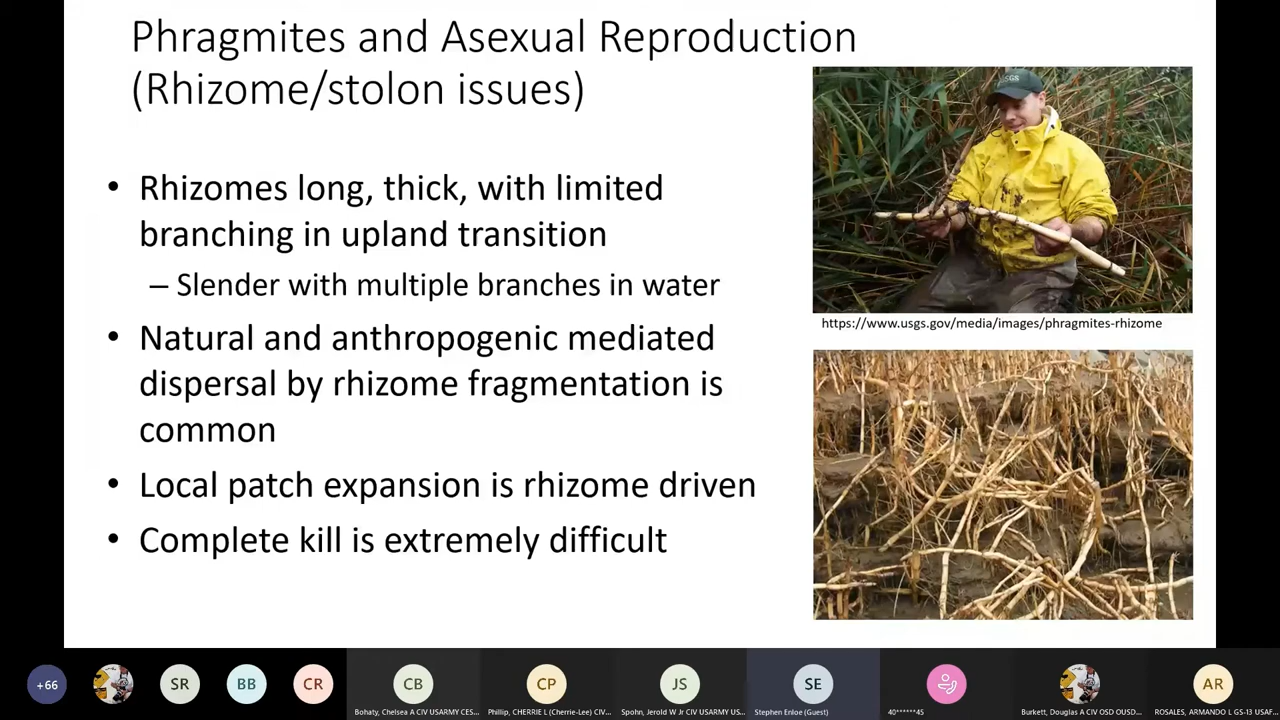 Phragmites and Asexual Reproduction
(Rhizome/stolon issues)
• Rhizomes long, thick, with limited
branching in upland transition
– Slender with multiple branches in water
• Natural and anthropogenic mediated
dispersal by rhizome fragmentation is
common
• Local patch expansion is rhizome driven
• Complete kill is extremely difficult
https://www.usgs.gov/media/images/phragmites-rhizome
+66
SR
BB
CR
CB
CP
JS
SE
AR
Bohaty, Chelsea A CIV USARMY CES...
Phillip, CHERRIE L (Cherrie-Lee) CIV...
Spohn, Jerold W Jr CIV USARMY US...
Stephen Enloe (Guest)
40******45
Burkett, Douglas A CIV OSD OUSD...
ROSALES, ARMANDO L GS-13 USAF...